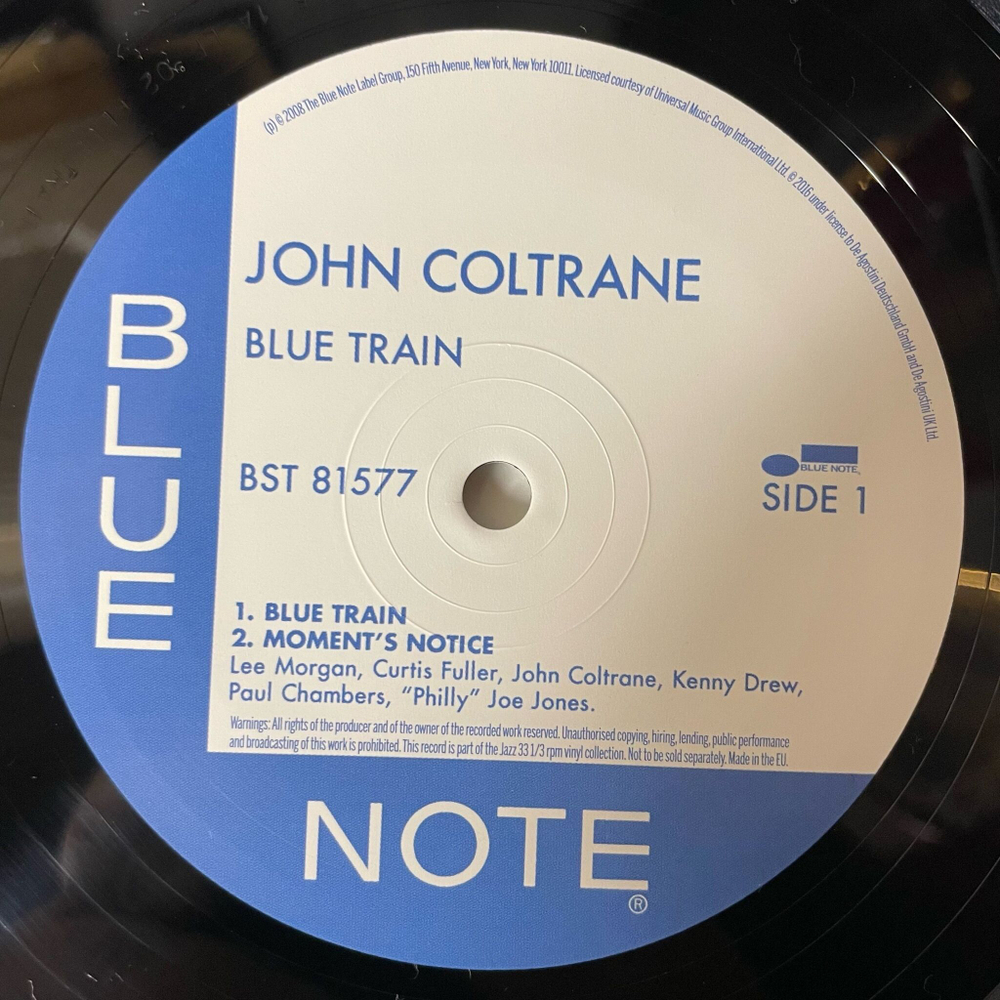 (p) © 2008 The Blue Note Label Group, 150 Fifth Avenue, New York, New York 10011. Licensed courtesy of Universal Music Group International Ltd. © 2016 under license to De Agostini Deutschland GmbH and De Agostini UK Ltd.
JOHN COLTRANE
BLUE TRAIN
BST 81577
BLUE NOTE
SIDE 1
1. BLUE TRAIN
2. MOMENT'S NOTICE
Lee Morgan, Curtis Fuller, John Coltrane, Kenny Drew,
Paul Chambers, “Philly” Joe Jones.
Warnings: All rights of the producer and of the owner of the recorded work reserved. Unauthorised copying, hiring, lending, public performance
and broadcasting of this work is prohibited. This record is part of the Jazz 33 1/3 rpm vinyl collection. Not to be sold separately. Made in the EU.
BLUE
NOTE®